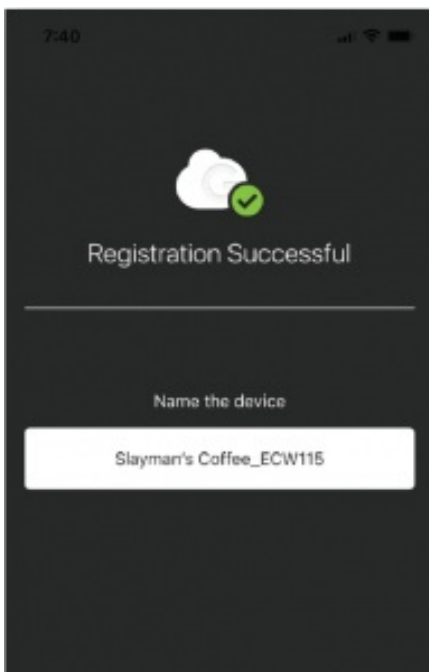 7:40
Registration Successful
Name the device
Slayman's Coffee_ECW115